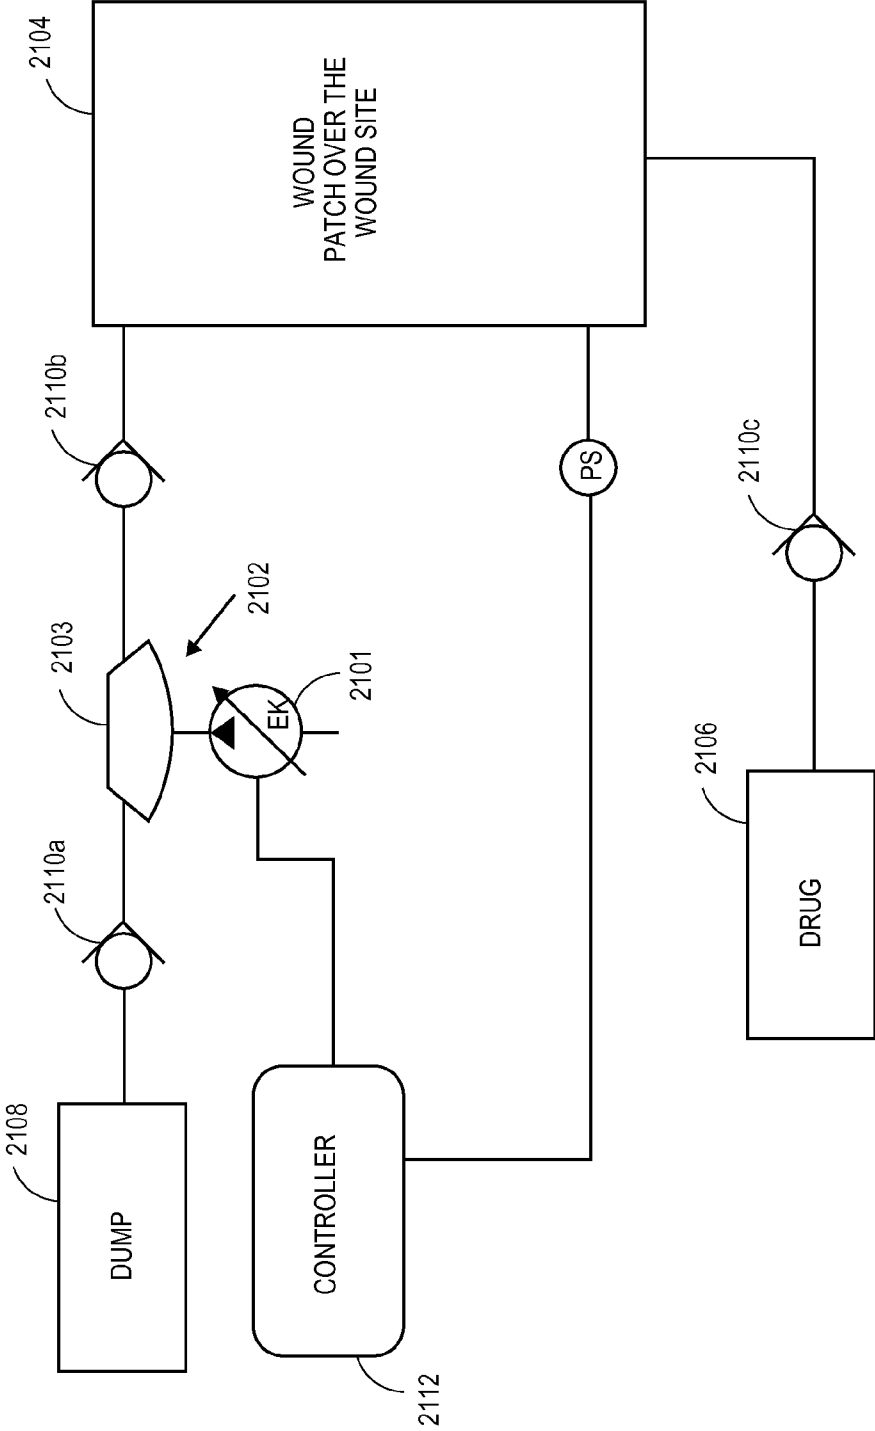 2104
WOUND
PATCH OVER THE
WOUND SITE
2110b
2103
2102
EK
2101
PS
2110c
2110a
2106
DRUG
2108
DUMP
CONTROLLER
2112